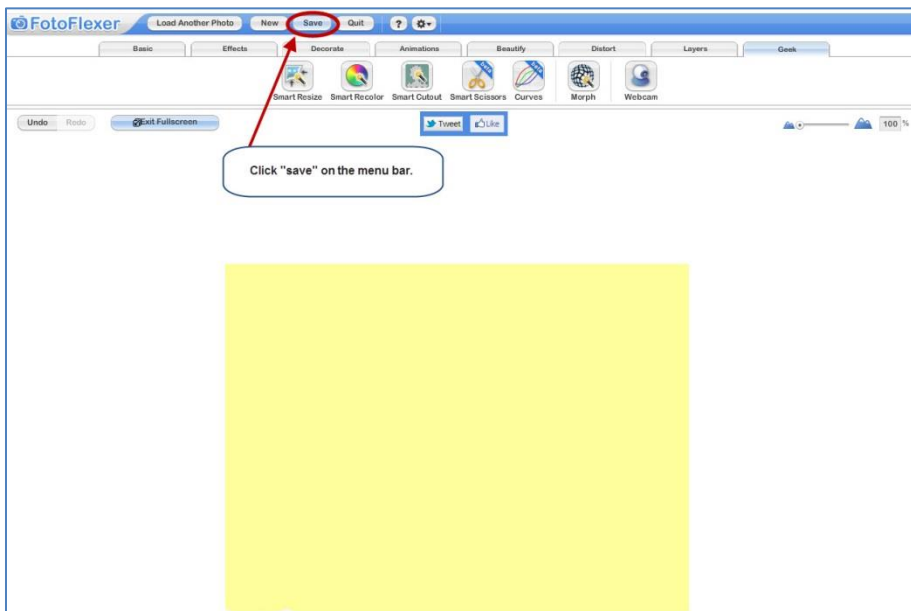 FotoFlexer Load Another Photo New Save Quit ?
Basic Effects Decorate Animations Beautify Distort Layers Geek
Smart Resize Smart Recolor Smart Cutout Smart Scissors Curves Morph Webcam
Undo Redo Exit Fullscreen Tweet Like 100 %
Click "save" on the menu bar.